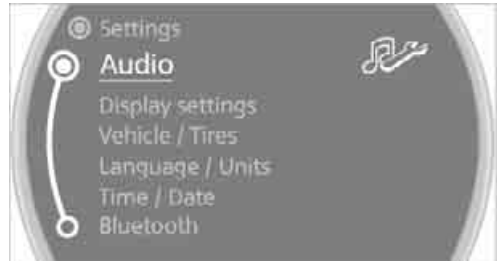 Settings
Audio
Display settings
Vehicle / Tires
Language / Units
Time / Date
Bluetooth